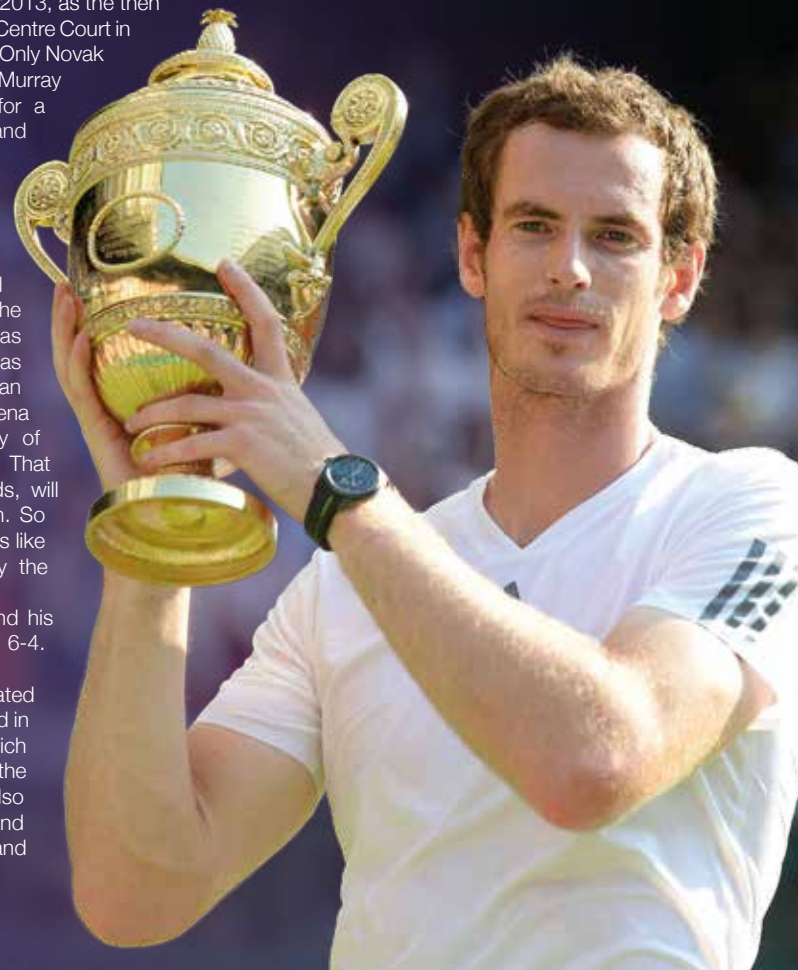 2013, as the then
Centre Court in
Only Novak
Murray
for a
and
he
as
as
an
ena
y of
That
ds, will
n. So
s like
y the
nd his
6-4.
ated
d in
ich
the
lso
and
and